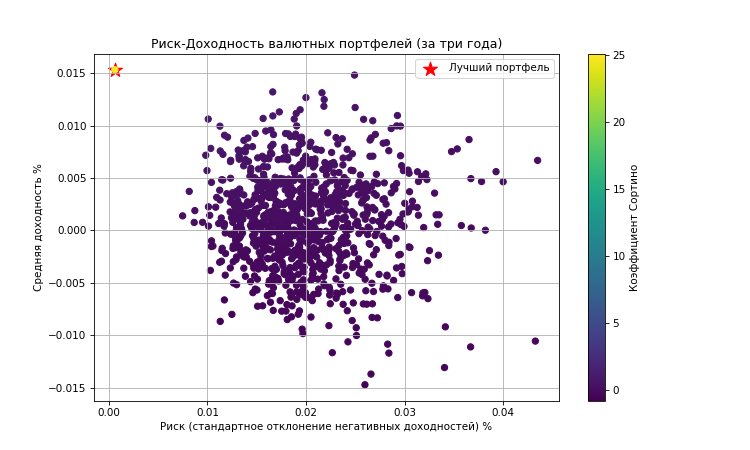 Риск-Доходность валютных портфелей (за три года)
Лучший портфель
Средняя доходность %
0.015
0.010
0.005
0.000
−0.005
−0.010
−0.015
0.00 0.01 0.02 0.03 0.04
Риск (стандартное отклонение негативных доходностей) %
25
20
15
10
5
0
Коэффициент Сортино